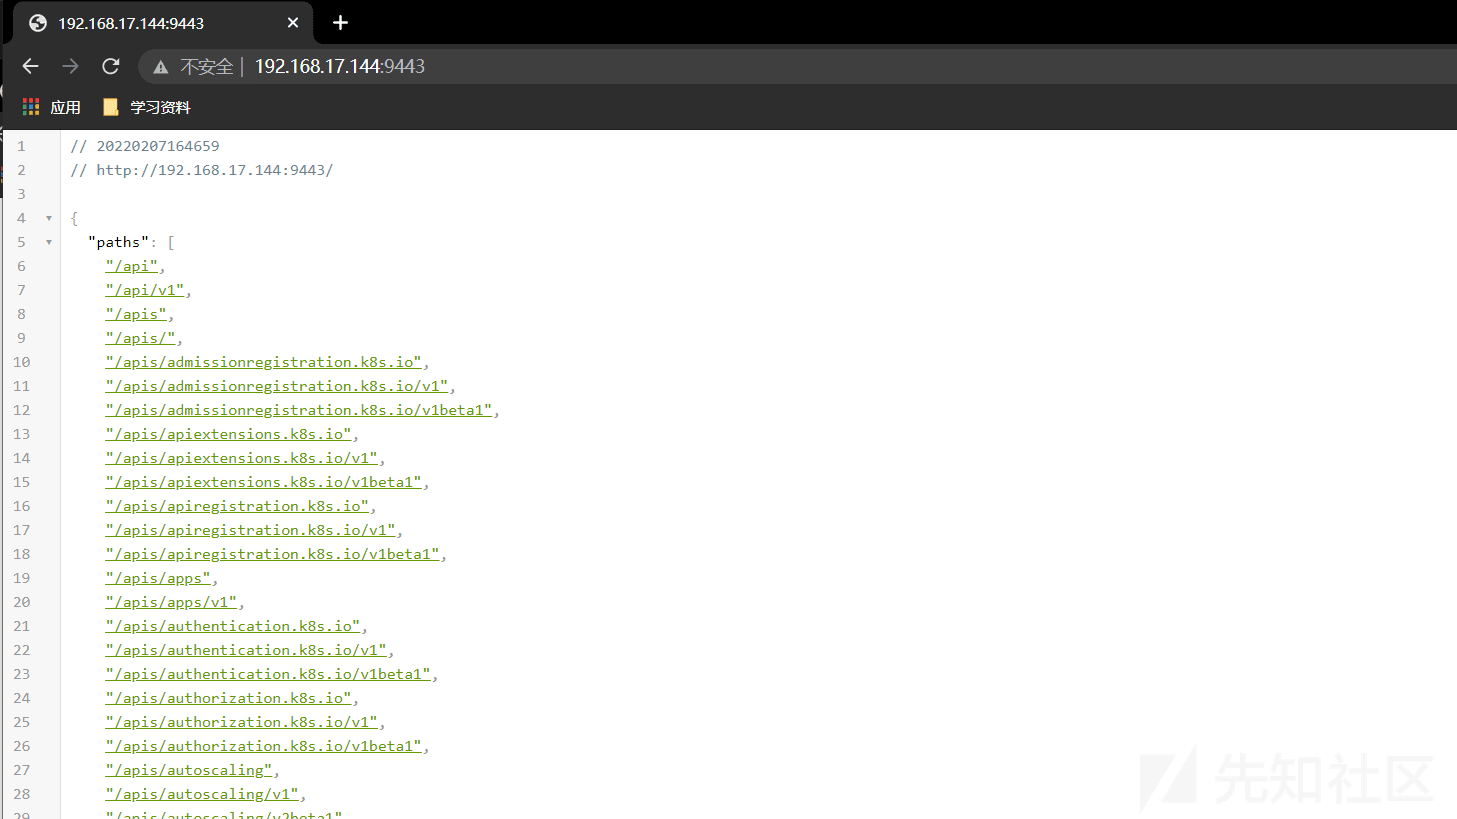 192.168.17.144:9443
不安全 | 192.168.17.144:9443
应用 学习资料
1 // 20220207164659
2 // http://192.168.17.144:9443/
3
4 {
5 "paths": [
6 "/api",
7 "/api/v1",
8 "/apis",
9 "/apis/",
10 "/apis/admissionregistration.k8s.io",
11 "/apis/admissionregistration.k8s.io/v1",
12 "/apis/admissionregistration.k8s.io/v1beta1",
13 "/apis/apiextensions.k8s.io",
14 "/apis/apiextensions.k8s.io/v1",
15 "/apis/apiextensions.k8s.io/v1beta1",
16 "/apis/apiregistration.k8s.io",
17 "/apis/apiregistration.k8s.io/v1",
18 "/apis/apiregistration.k8s.io/v1beta1",
19 "/apis/apps",
20 "/apis/apps/v1",
21 "/apis/authentication.k8s.io",
22 "/apis/authentication.k8s.io/v1",
23 "/apis/authentication.k8s.io/v1beta1",
24 "/apis/authorization.k8s.io",
25 "/apis/authorization.k8s.io/v1",
26 "/apis/authorization.k8s.io/v1beta1",
27 "/apis/autoscaling",
28 "/apis/autoscaling/v1",
29 "/apis/autoscaling/v2beta1"
先知社区